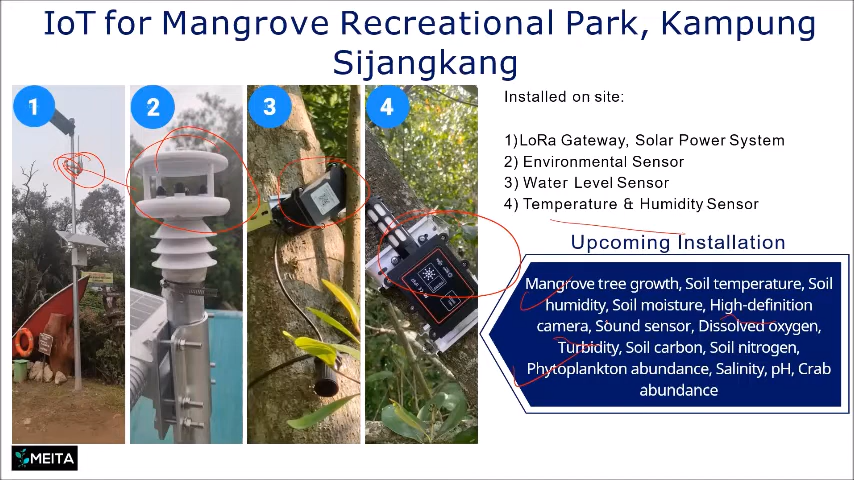 IoT for Mangrove Recreational Park, Kampung
Sijangkang
1
2
3
4
Installed on site:
1)LoRa Gateway, Solar Power System
2) Environmental Sensor
3) Water Level Sensor
4) Temperature & Humidity Sensor
Upcoming Installation
Mangrove tree growth, Soil temperature, Soil
humidity, Soil moisture, High-definition
camera, Sound sensor, Dissolved oxygen,
Turbidity, Soil carbon, Soil nitrogen,
Phytoplankton abundance, Salinity, pH, Crab
abundance
MEITA